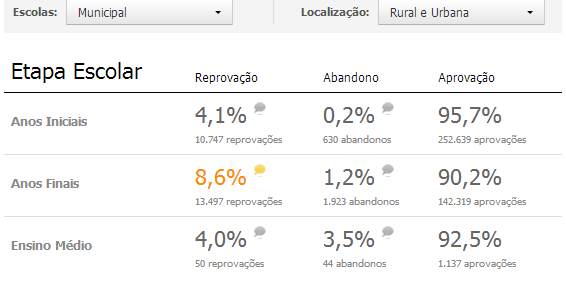 Escolas: Municipal Localização: Rural e Urbana
Etapa Escolar Reprovação Abandono Aprovação
Anos Iniciais 4,1% 0,2% 95,7%
10.747 reprovações 630 abandonos 252.639 aprovações
Anos Finais 8,6% 1,2% 90,2%
13.497 reprovações 1.923 abandonos 142.319 aprovações
Ensino Médio 4,0% 3,5% 92,5%
50 reprovações 44 abandonos 1.137 aprovações